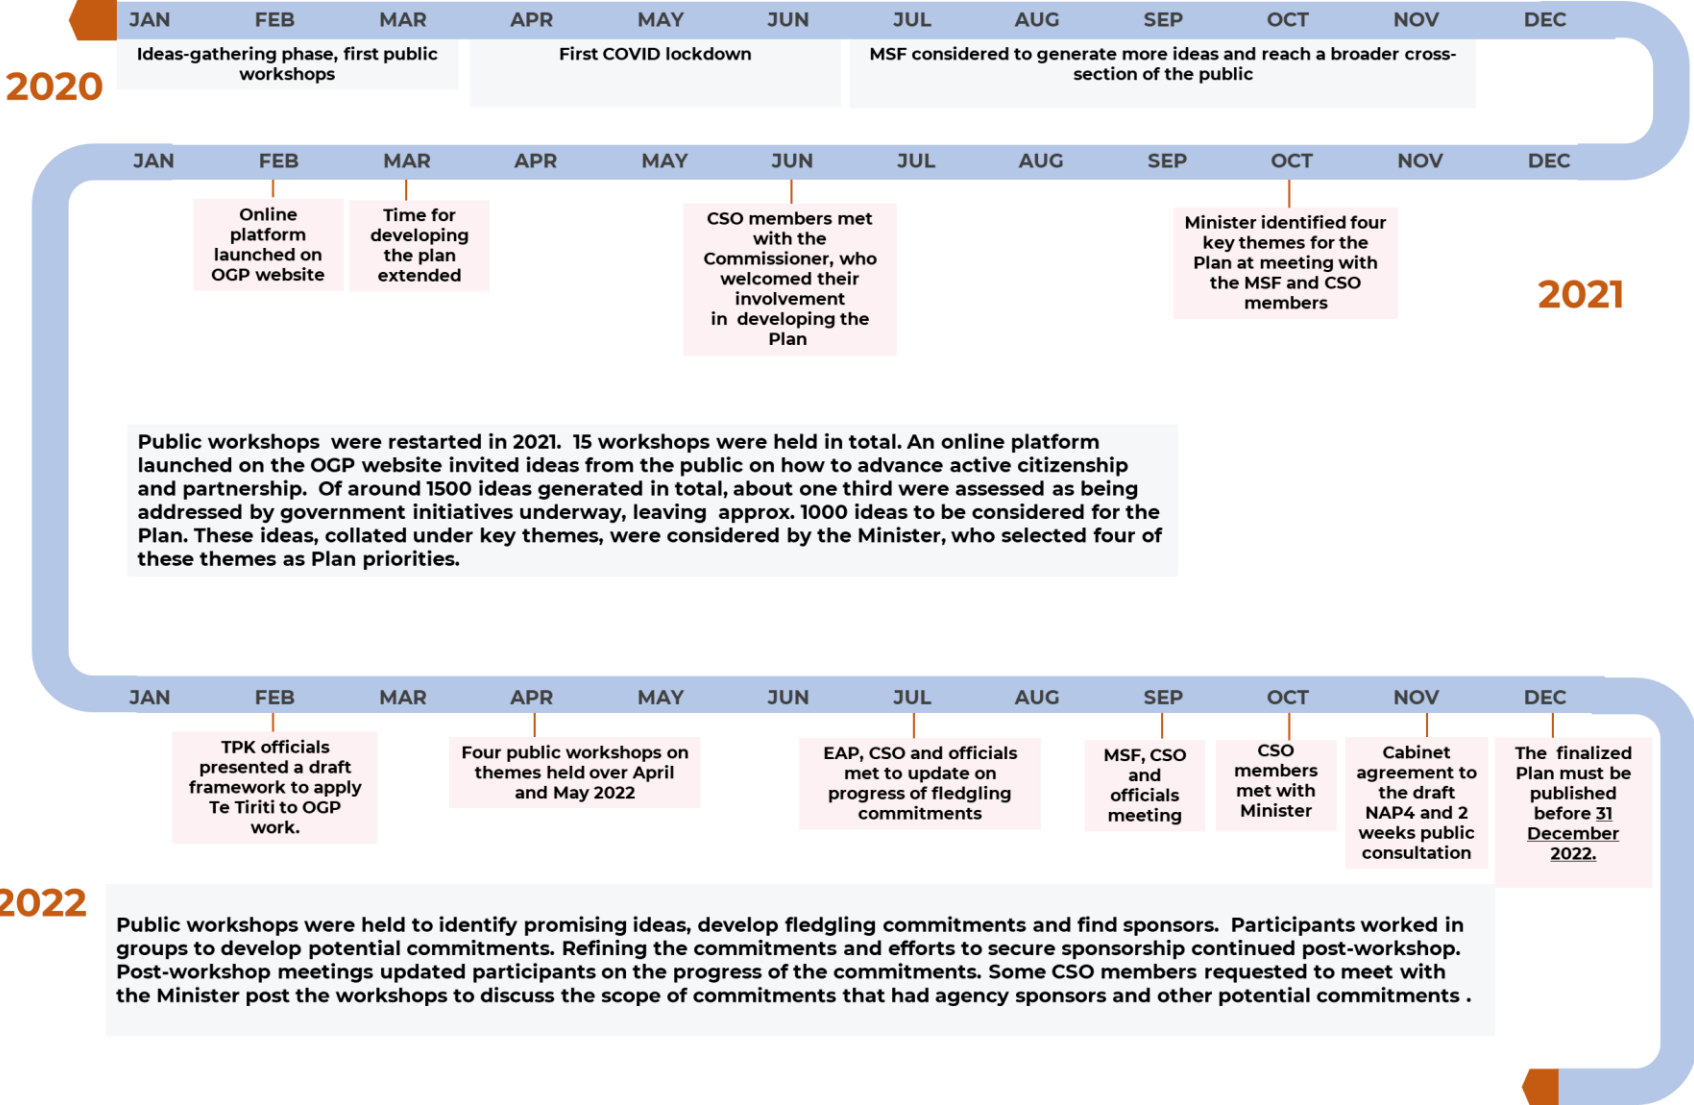 JAN FEB MAR APR MAY JUN JUL AUG SEP OCT NOV DEC
Ideas-gathering phase, first public
workshops
First COVID lockdown
MSF considered to generate more ideas and reach a broader cross-
section of the public
2020
JAN FEB MAR APR MAY JUN JUL AUG SEP OCT NOV DEC
Online
platform
launched on
OGP website
Time for
developing
the plan
extended
CSO members met
with the
Commissioner, who
welcomed their
involvement
in  developing the
Plan
Minister identified four
key themes for the
Plan at meeting with
the MSF and CSO
members
2021
Public workshops  were restarted in 2021.  15 workshops were held in total. An online platform
launched on the OGP website invited ideas from the public on how to advance active citizenship
and partnership.  Of around 1500 ideas generated in total, about one third were assessed as being
addressed by government initiatives underway, leaving  approx. 1000 ideas to be considered for the
Plan. These ideas, collated under key themes, were considered by the Minister, who selected four of
these themes as Plan priorities.
JAN FEB MAR APR MAY JUN JUL AUG SEP OCT NOV DEC
TPK officials
presented a draft
framework to apply
Te Tiriti to OGP
work.
Four public workshops on
themes held over April
and May 2022
EAP, CSO and officials
met to update on
progress of fledgling
commitments
MSF, CSO
and
officials
meeting
CSO
members
met with
Minister
Cabinet
agreement to
the draft
NAP4 and 2
weeks public
consultation
The  finalized
Plan must be
published
before 31
December
2022.
2022
Public workshops were held to identify promising ideas, develop fledgling commitments and find sponsors.  Participants worked in
groups to develop potential commitments. Refining the commitments and efforts to secure sponsorship continued post-workshop.
Post-workshop meetings updated participants on the progress of the commitments. Some CSO members requested to meet with
the Minister post the workshops to discuss the scope of commitments that had agency sponsors and other potential commitments .